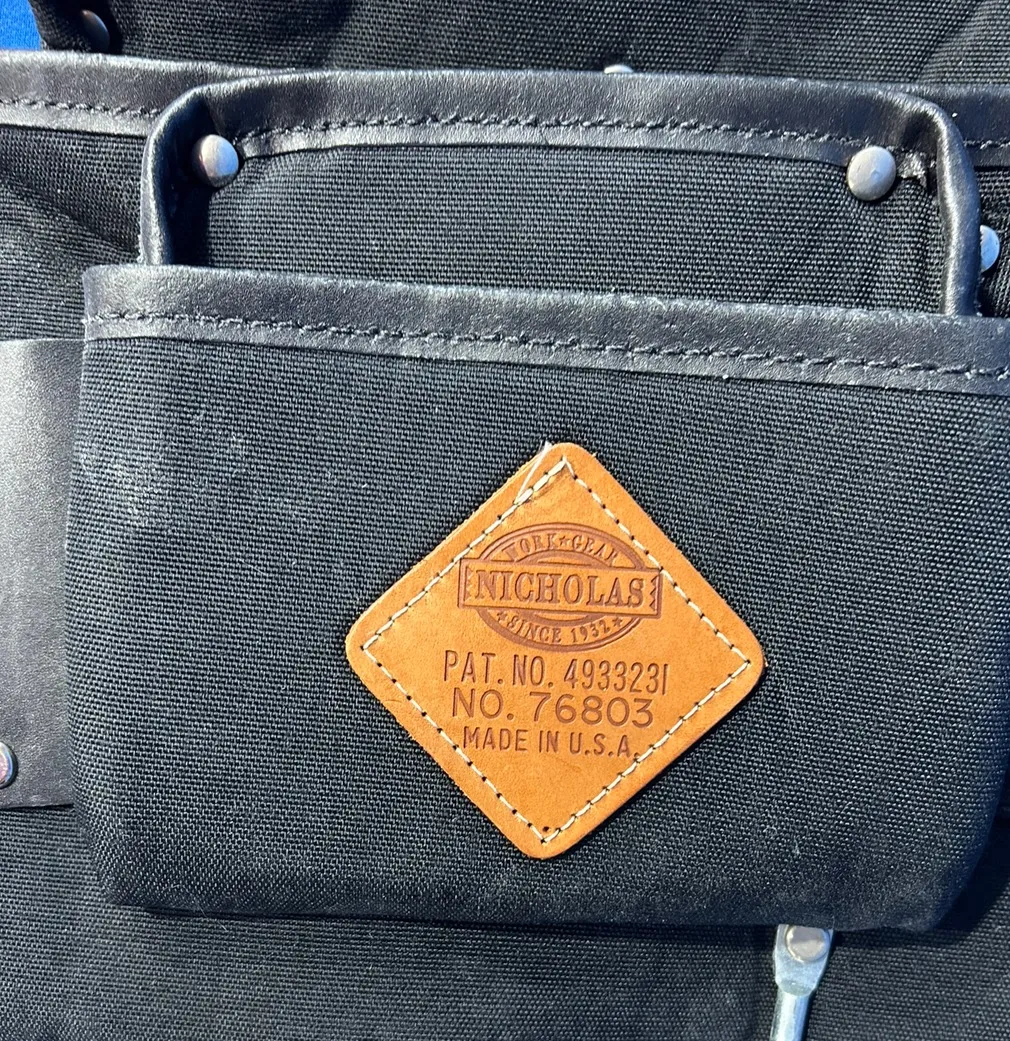 WORK★GEAR
NICHOLAS
★SINCE 1932★
PAT. NO. 4933231
NO. 76803
MADE IN U.S.A.